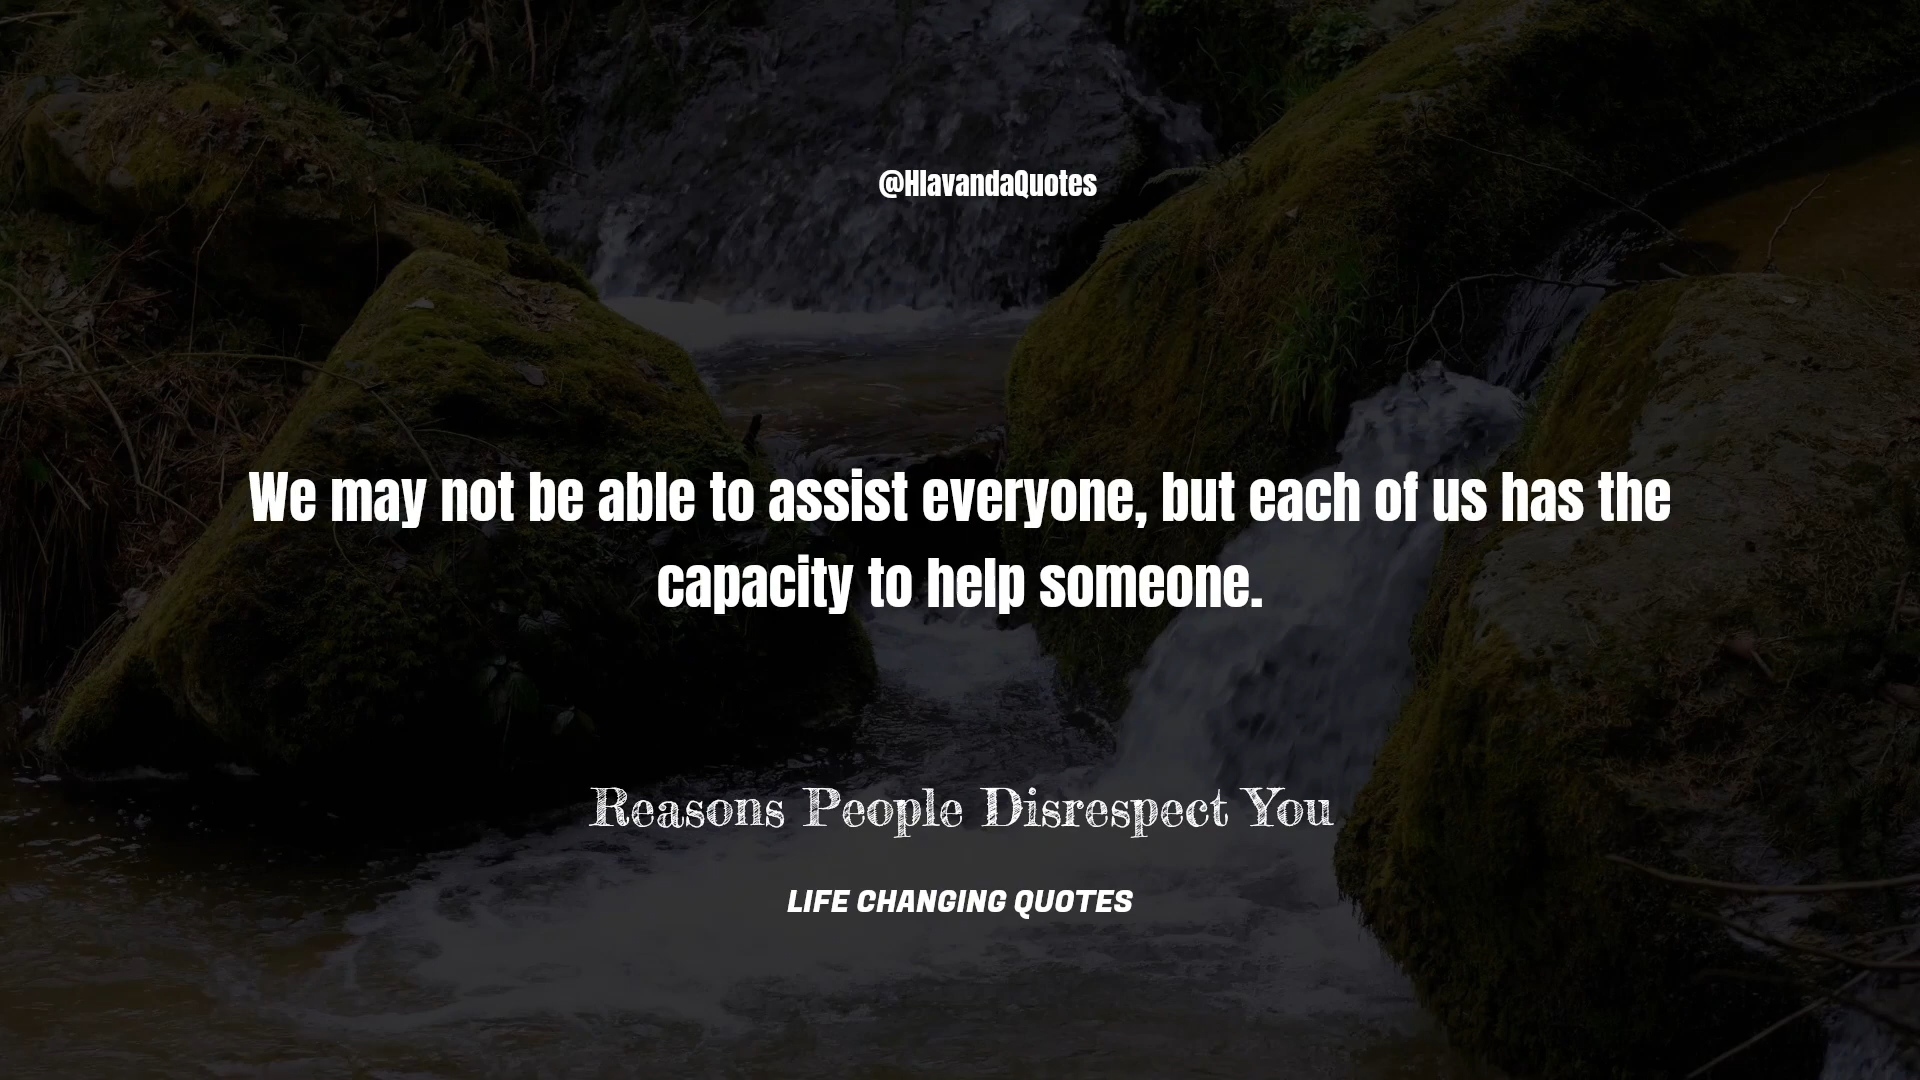 @HlavandaQuotes
We may not be able to assist everyone, but each of us has the
capacity to help someone.
Reasons People Disrespect You
LIFE CHANGING QUOTES